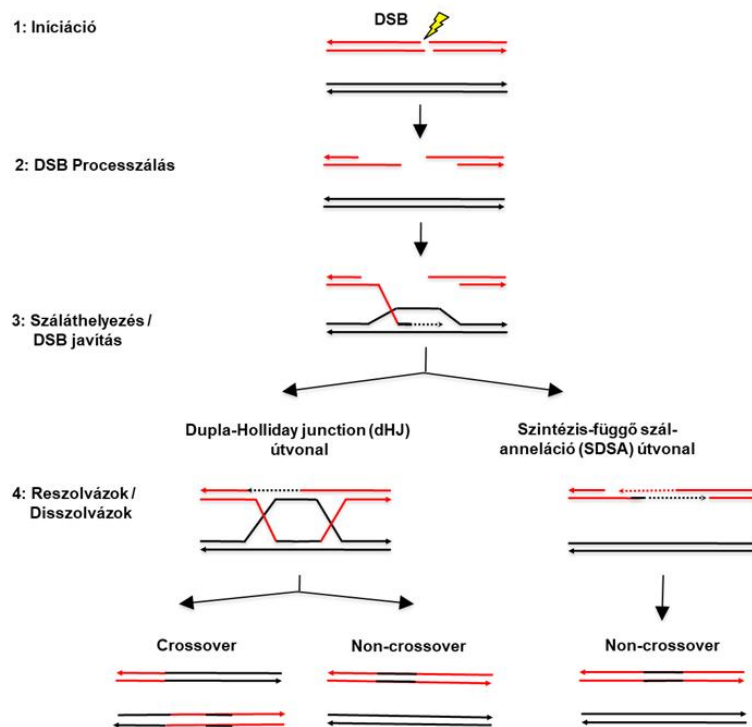 1: Iníciáció
DSB
2: DSB Processzálás
3: Száláthelyezés /
DSB javítás
Dupla-Holliday junction (dHJ)
útvonal
Szintézis-függő szál-
anneláció (SDSA) útvonal
4: Reszolvázok /
Disszolvázok
Crossover
Non-crossover
Non-crossover